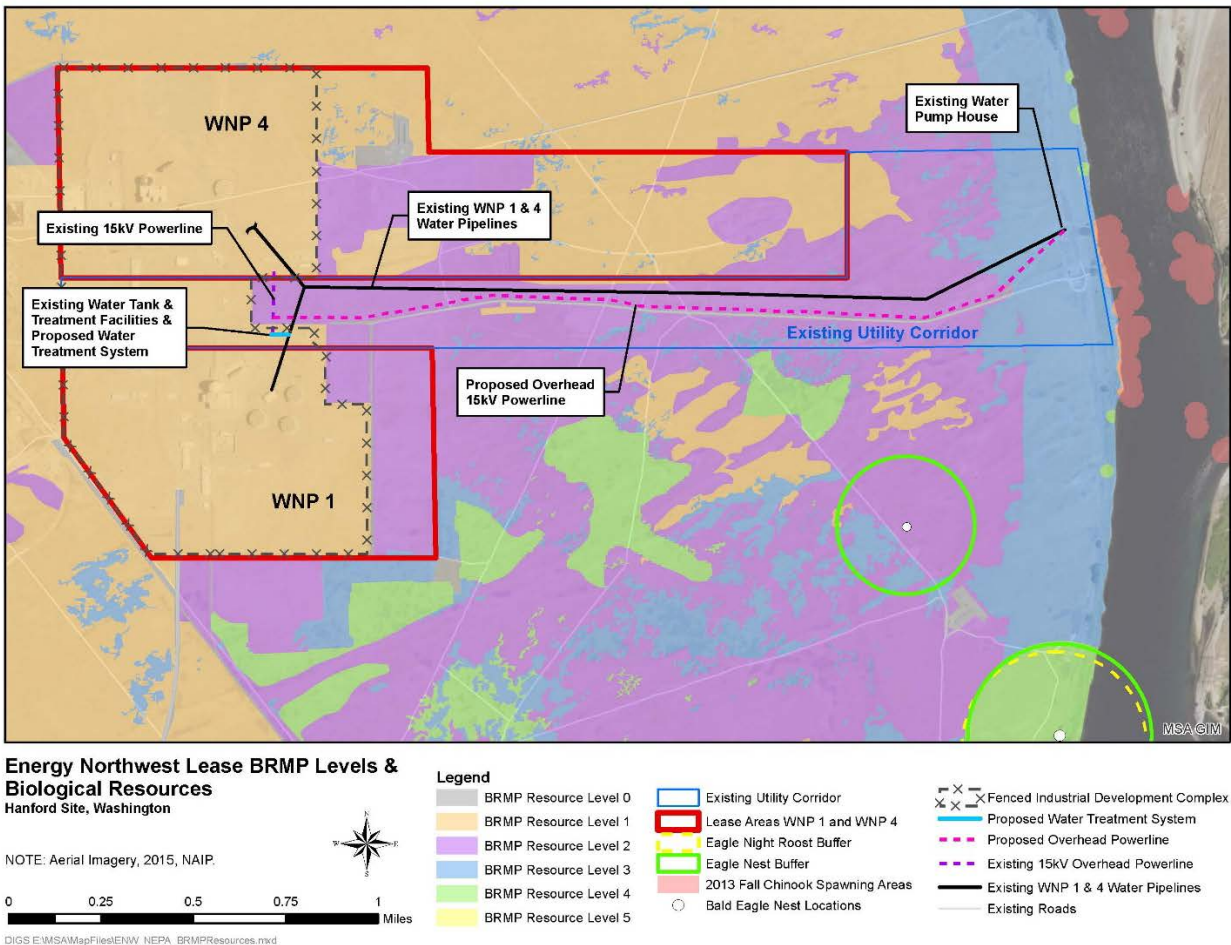 WNP 4
Existing Water
Pump House
Existing 15kV Powerline
Existing WNP 1 & 4
Water Pipelines
Existing Water Tank &
Treatment Facilities &
Proposed Water
Treatment System
Existing Utility Corridor
Proposed Overhead
15kV Powerline
WNP 1
MSA GIM
Energy Northwest Lease BRMP Levels &
Biological Resources
Hanford Site, Washington
NOTE: Aerial Imagery, 2015, NAIP.
N
W E
S
0 0.25 0.5 0.75 1
Miles
Legend
BRMP Resource Level 0
BRMP Resource Level 1
BRMP Resource Level 2
BRMP Resource Level 3
BRMP Resource Level 4
BRMP Resource Level 5
Existing Utility Corridor
Lease Areas WNP 1 and WNP 4
Eagle Night Roost Buffer
Eagle Nest Buffer
2013 Fall Chinook Spawning Areas
Bald Eagle Nest Locations
Fenced Industrial Development Complex
Proposed Water Treatment System
Proposed Overhead Powerline
Existing 15kV Overhead Powerline
Existing WNP 1 & 4 Water Pipelines
Existing Roads
DIGS E:\MSA\MapFiles\ENW_NEPA_BRMPResources.mxd